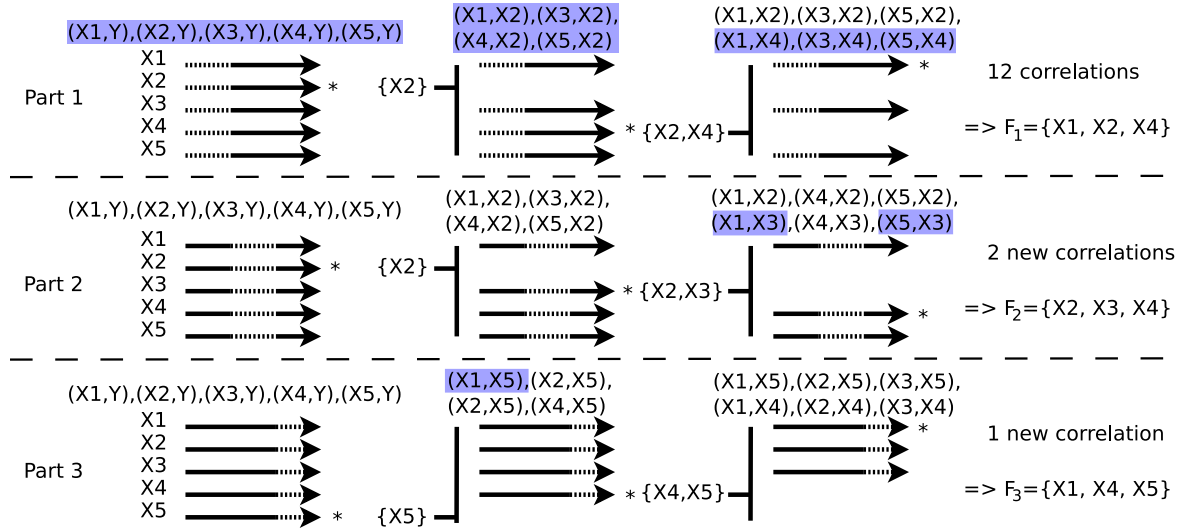 (X1,Y),(X2,Y),(X3,Y),(X4,Y),(X5,Y)
(X1,X2),(X3,X2),
(X4,X2),(X5,X2)
(X1,X2),(X3,X2),(X5,X2),
(X1,X4),(X3,X4),(X5,X4)
Part 1
X1
X2 *
X3
X4
X5
{X2}
* {X2,X4}
*
12 correlations
=> F1={X1, X2, X4}
(X1,Y),(X2,Y),(X3,Y),(X4,Y),(X5,Y)
(X1,X2),(X3,X2),
(X4,X2),(X5,X2)
(X1,X2),(X4,X2),(X5,X2),
(X1,X3),(X4,X3),(X5,X3)
Part 2
X1
X2 *
X3
X4
X5
{X2}
* {X2,X3}
*
2 new correlations
=> F2={X2, X3, X4}
(X1,Y),(X2,Y),(X3,Y),(X4,Y),(X5,Y)
(X1,X5),(X2,X5),
(X2,X5),(X4,X5)
(X1,X5),(X2,X5),(X3,X5),
(X1,X4),(X2,X4),(X3,X4)
Part 3
X1
X2
X3
X4
X5 *
{X5}
* {X4,X5}
*
1 new correlation
=> F3={X1, X4, X5}